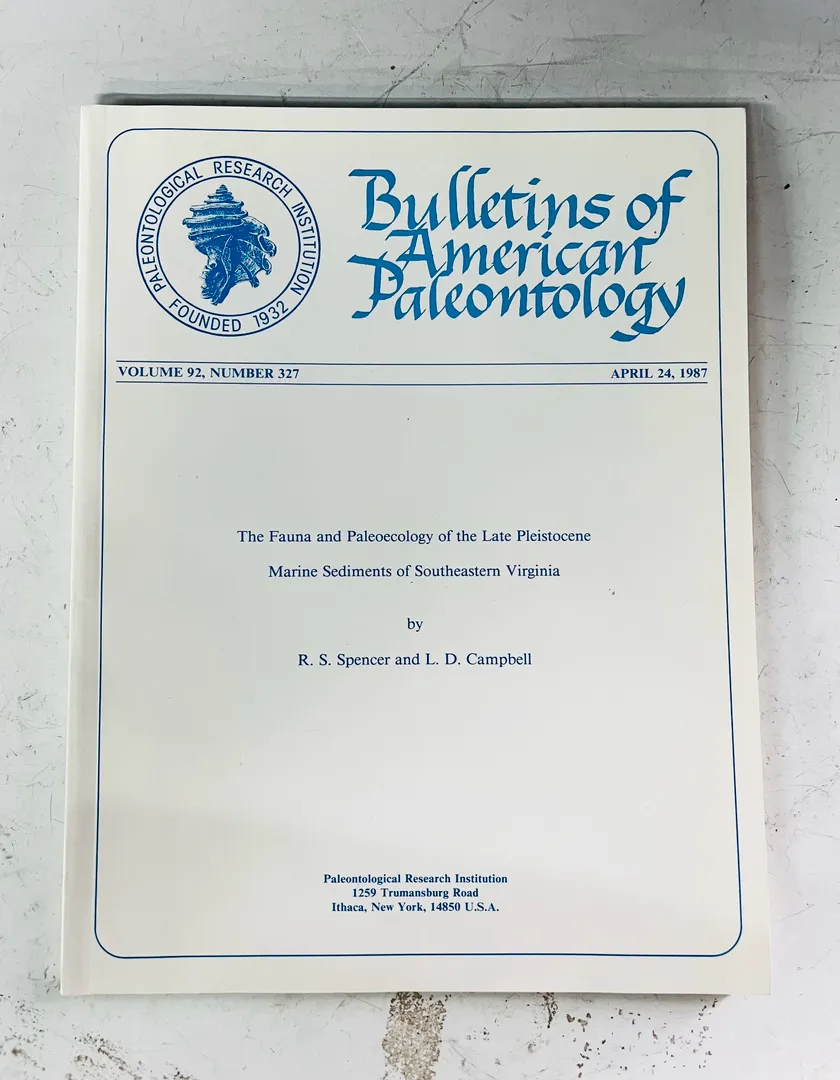 PALEONTOLOGICAL RESEARCH INSTITUTION
FOUNDED 1932
Bulletins of
American
Paleontology
VOLUME 92, NUMBER 327
APRIL 24, 1987
The Fauna and Paleoecology of the Late Pleistocene
Marine Sediments of Southeastern Virginia
by
R. S. Spencer and L. D. Campbell
Paleontological Research Institution
1259 Trumansburg Road
Ithaca, New York, 14850 U.S.A.